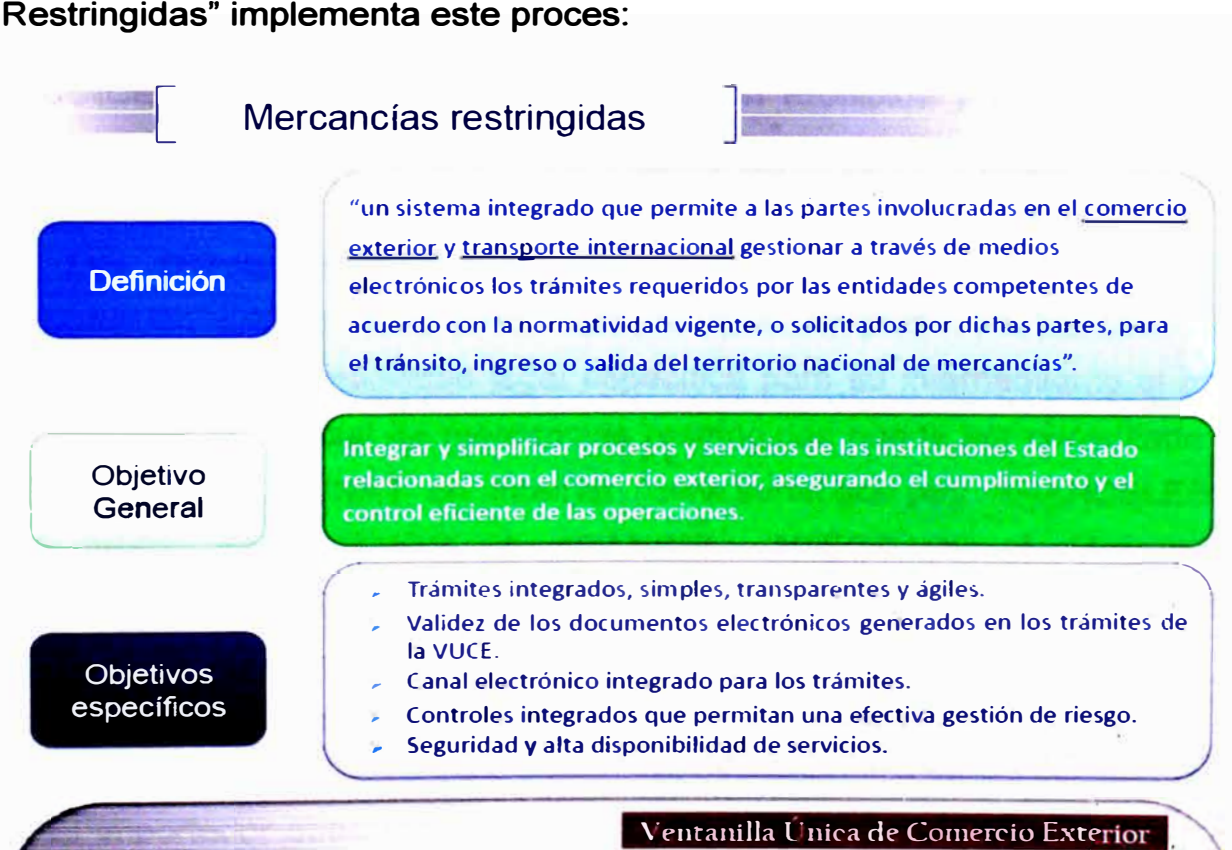 Restringidas” implementa este proces:
Mercancías restringidas
Definición
“un sistema integrado que permite a las partes involucradas en el comercio
exterior y transporte internacional gestionar a través de medios
electrónicos los trámites requeridos por las entidades competentes de
acuerdo con la normatividad vigente, o solicitados por dichas partes, para
el tránsito, ingreso o salida del territorio nacional de mercancías”.
Objetivo
General
Integrar y simplificar procesos y servicios de las instituciones del Estado
relacionadas con el comercio exterior, asegurando el cumplimiento y el
control eficiente de las operaciones.
Objetivos
específicos
Trámites integrados, simples, transparentes y ágiles.
Validez de los documentos electrónicos generados en los trámites de
la VUCE.
Canal electrónico integrado para los trámites.
Controles integrados que permitan una efectiva gestión de riesgo.
Seguridad y alta disponibilidad de servicios.
Ventanilla Única de Comercio Exterior